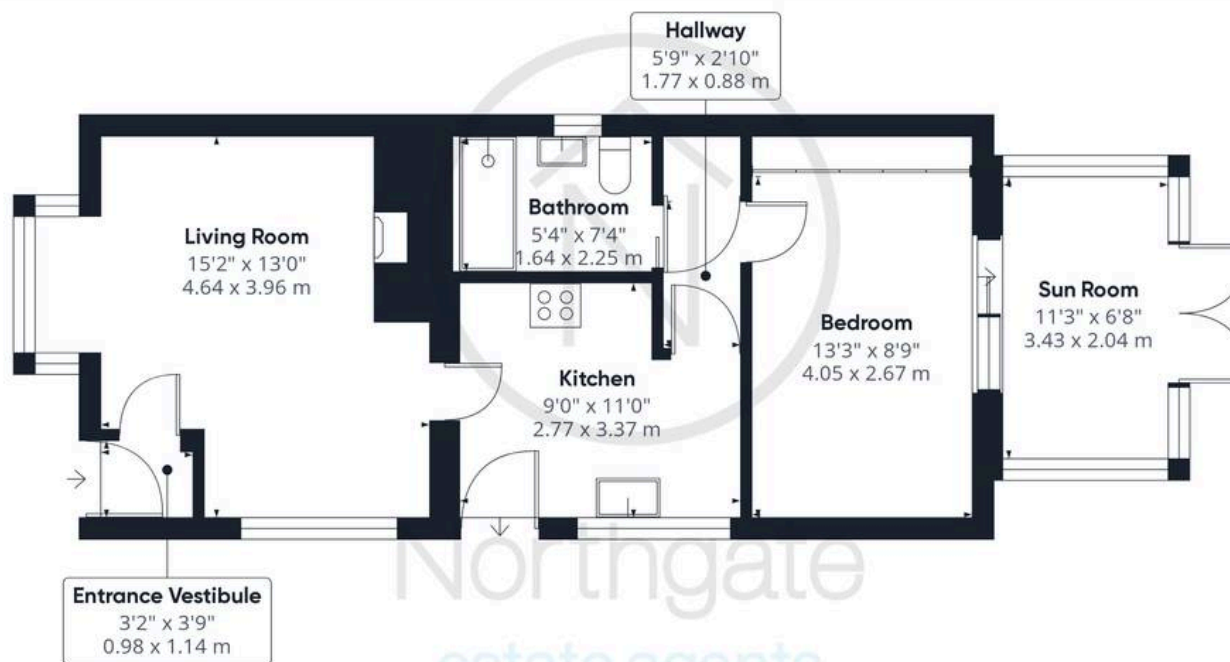 Hallway
5'9" x 2'10"
1.77 x 0.88 m
Living Room
15'2" x 13'0"
4.64 x 3.96 m
Bathroom
5'4" x 7'4"
1.64 x 2.25 m
Kitchen
9'0" x 11'0"
2.77 x 3.37 m
Bedroom
13'3" x 8'9"
4.05 x 2.67 m
Sun Room
11'3" x 6'8"
3.43 x 2.04 m
Entrance Vestibule
3'2" x 3'9"
0.98 x 1.14 m
N
Northgate
estate agents